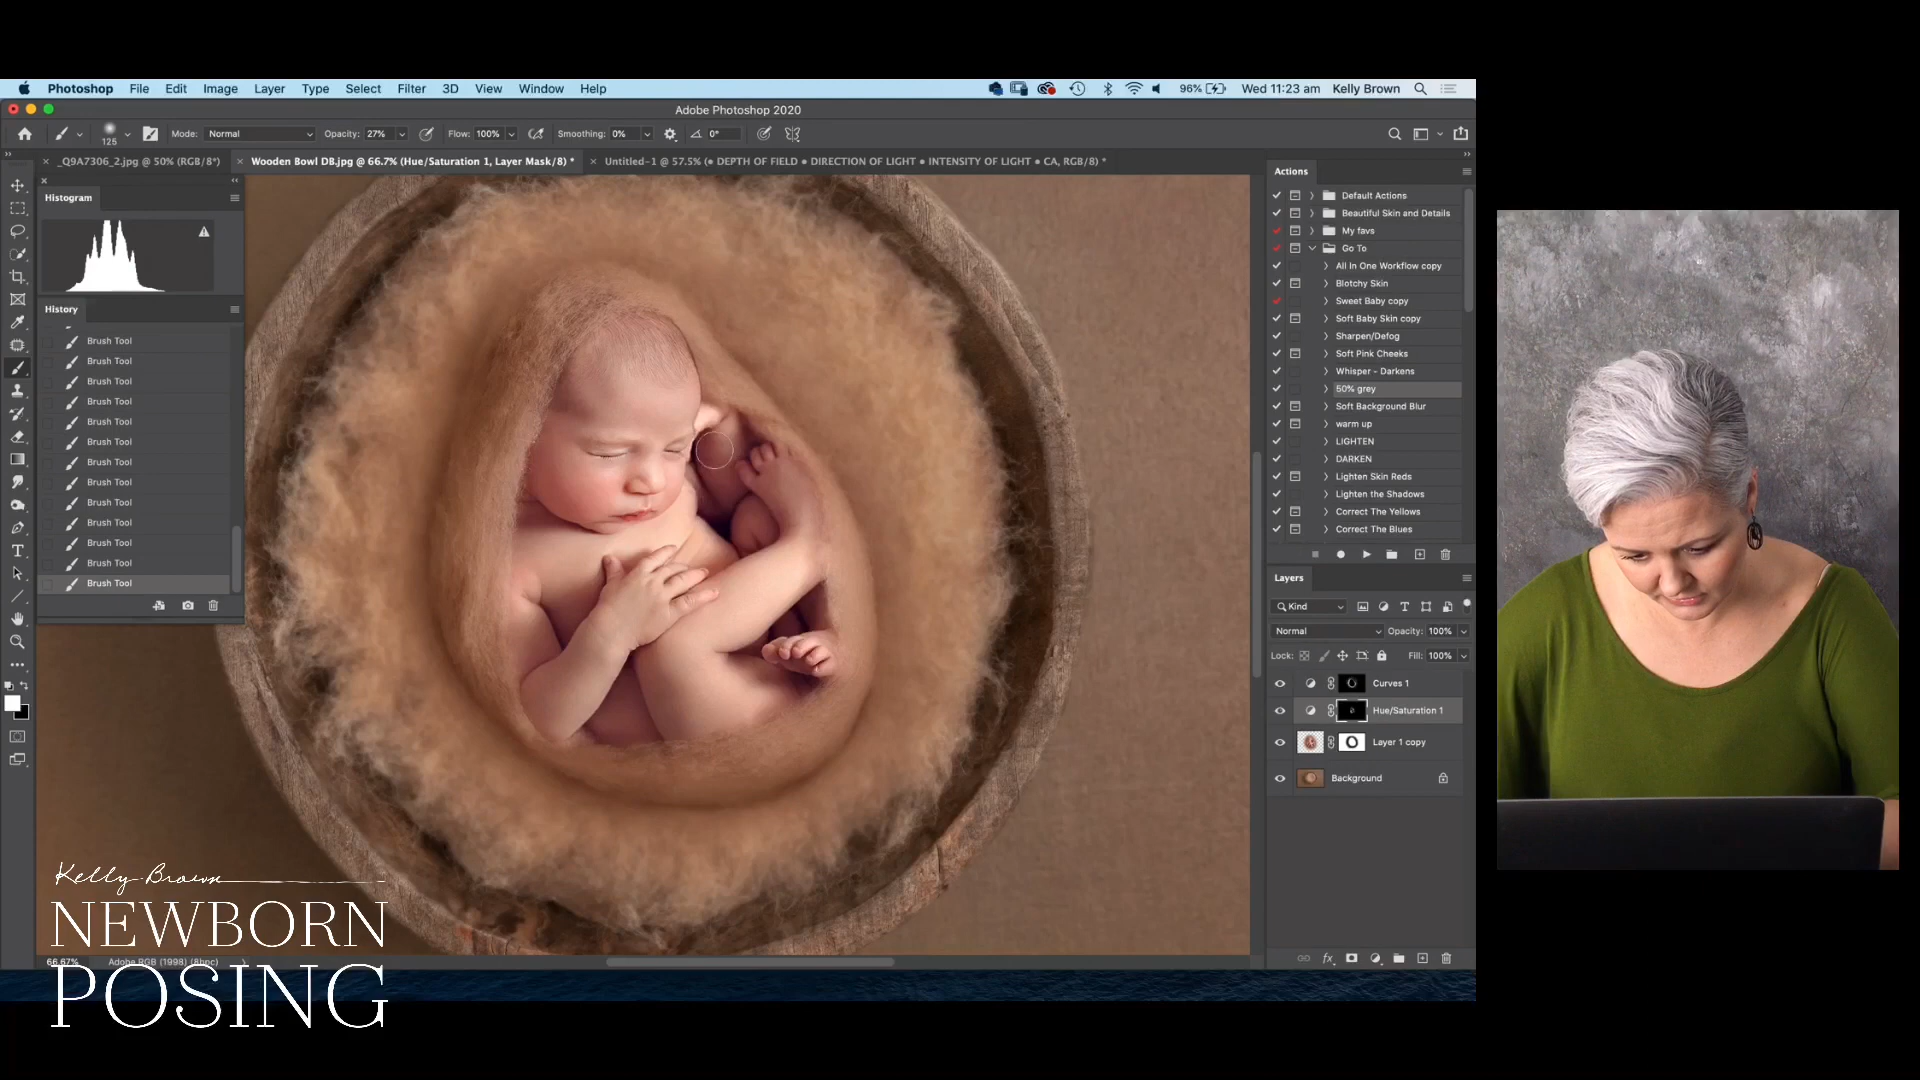 Photoshop File Edit Image Layer Type Select Filter 3D View Window Help 96% Wed 11:23 am Kelly Brown
Adobe Photoshop 2020
125 Mode: Normal Opacity: 27% Flow: 100% Smoothing: 0% 0°
_Q9A7306_2.jpg @ 50% (RGB/8*) Wooden Bowl DB.jpg @ 66.7% (Hue/Saturation 1, Layer Mask/8) * Untitled-1 @ 57.5% (● DEPTH OF FIELD ● DIRECTION OF LIGHT ● INTENSITY OF LIGHT ● CA, RGB/8) *
Histogram
History
Brush Tool
Brush Tool
Brush Tool
Brush Tool
Brush Tool
Brush Tool
Brush Tool
Brush Tool
Brush Tool
Brush Tool
Brush Tool
Brush Tool
Brush Tool
Actions
Default Actions
Beautiful Skin and Details
My favs
Go To
All In One Workflow copy
Blotchy Skin
Sweet Baby copy
Soft Baby Skin copy
Sharpen/Defog
Soft Pink Cheeks
Whisper - Darkens
50% grey
Soft Background Blur
warm up
LIGHTEN
DARKEN
Lighten Skin Reds
Lighten the Shadows
Correct The Yellows
Correct The Blues
Layers
Kind
Normal Opacity: 100%
Lock: Fill: 100%
Curves 1
Hue/Saturation 1
Layer 1 copy
Background
fx
66.67% Adobe RGB (1998) (8bpc)
Kelly Brown
NEWBORN
POSING